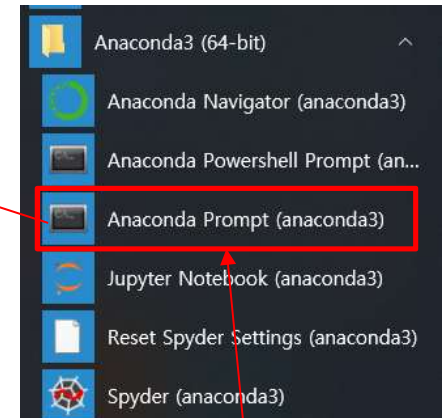 Anaconda3 (64-bit)
Anaconda Navigator (anaconda3)
Anaconda Powershell Prompt (an...
Anaconda Prompt (anaconda3)
Jupyter Notebook (anaconda3)
Reset Spyder Settings (anaconda3)
Spyder (anaconda3)